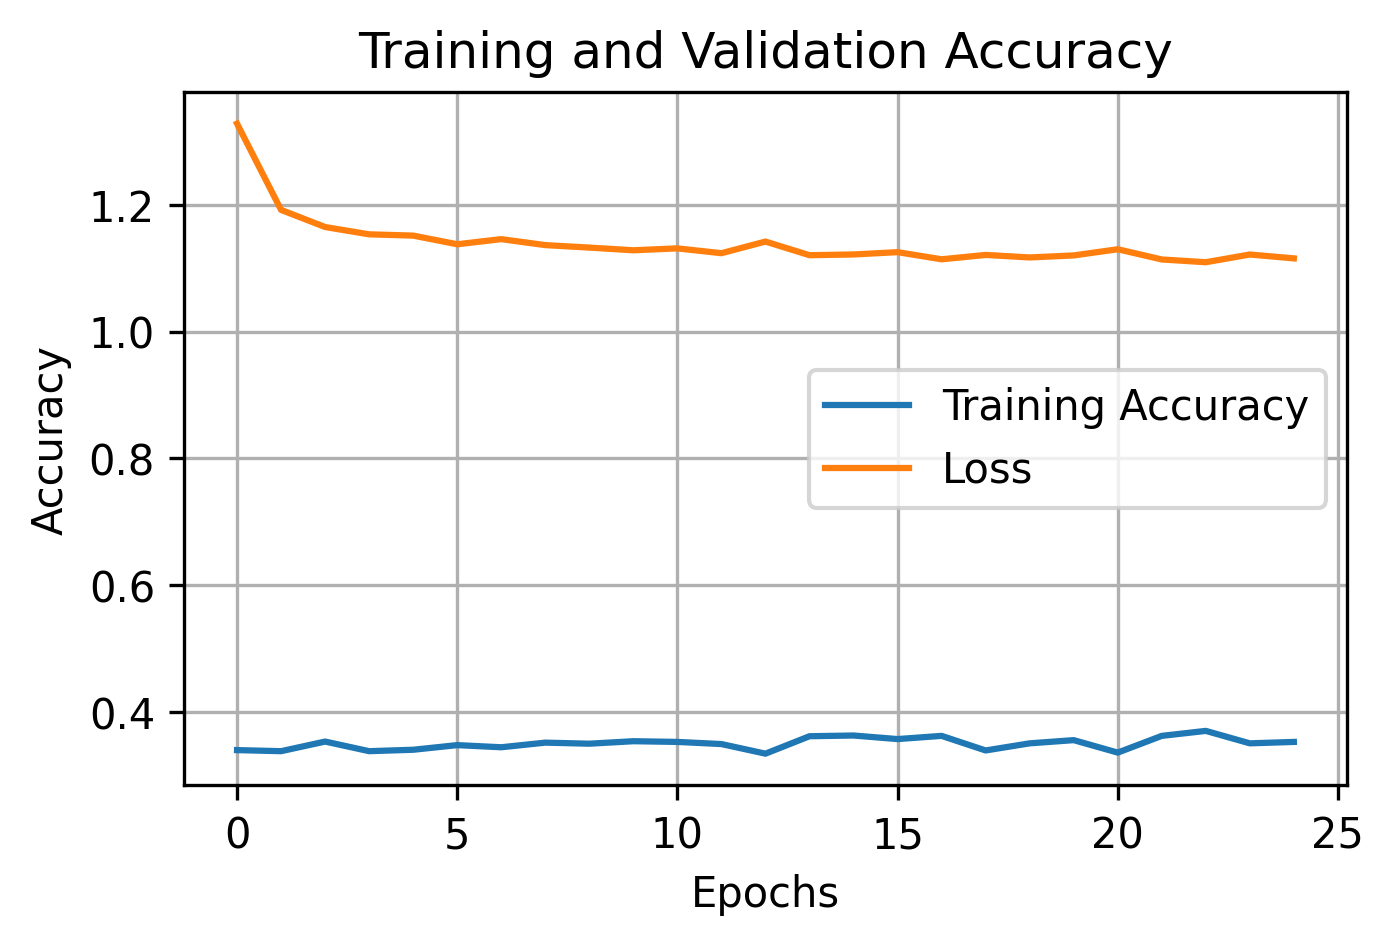 Training and Validation Accuracy
1.2
1.0
0.8
0.6
0.4
Accuracy
Training Accuracy
Loss
0 5 10 15 20 25
Epochs